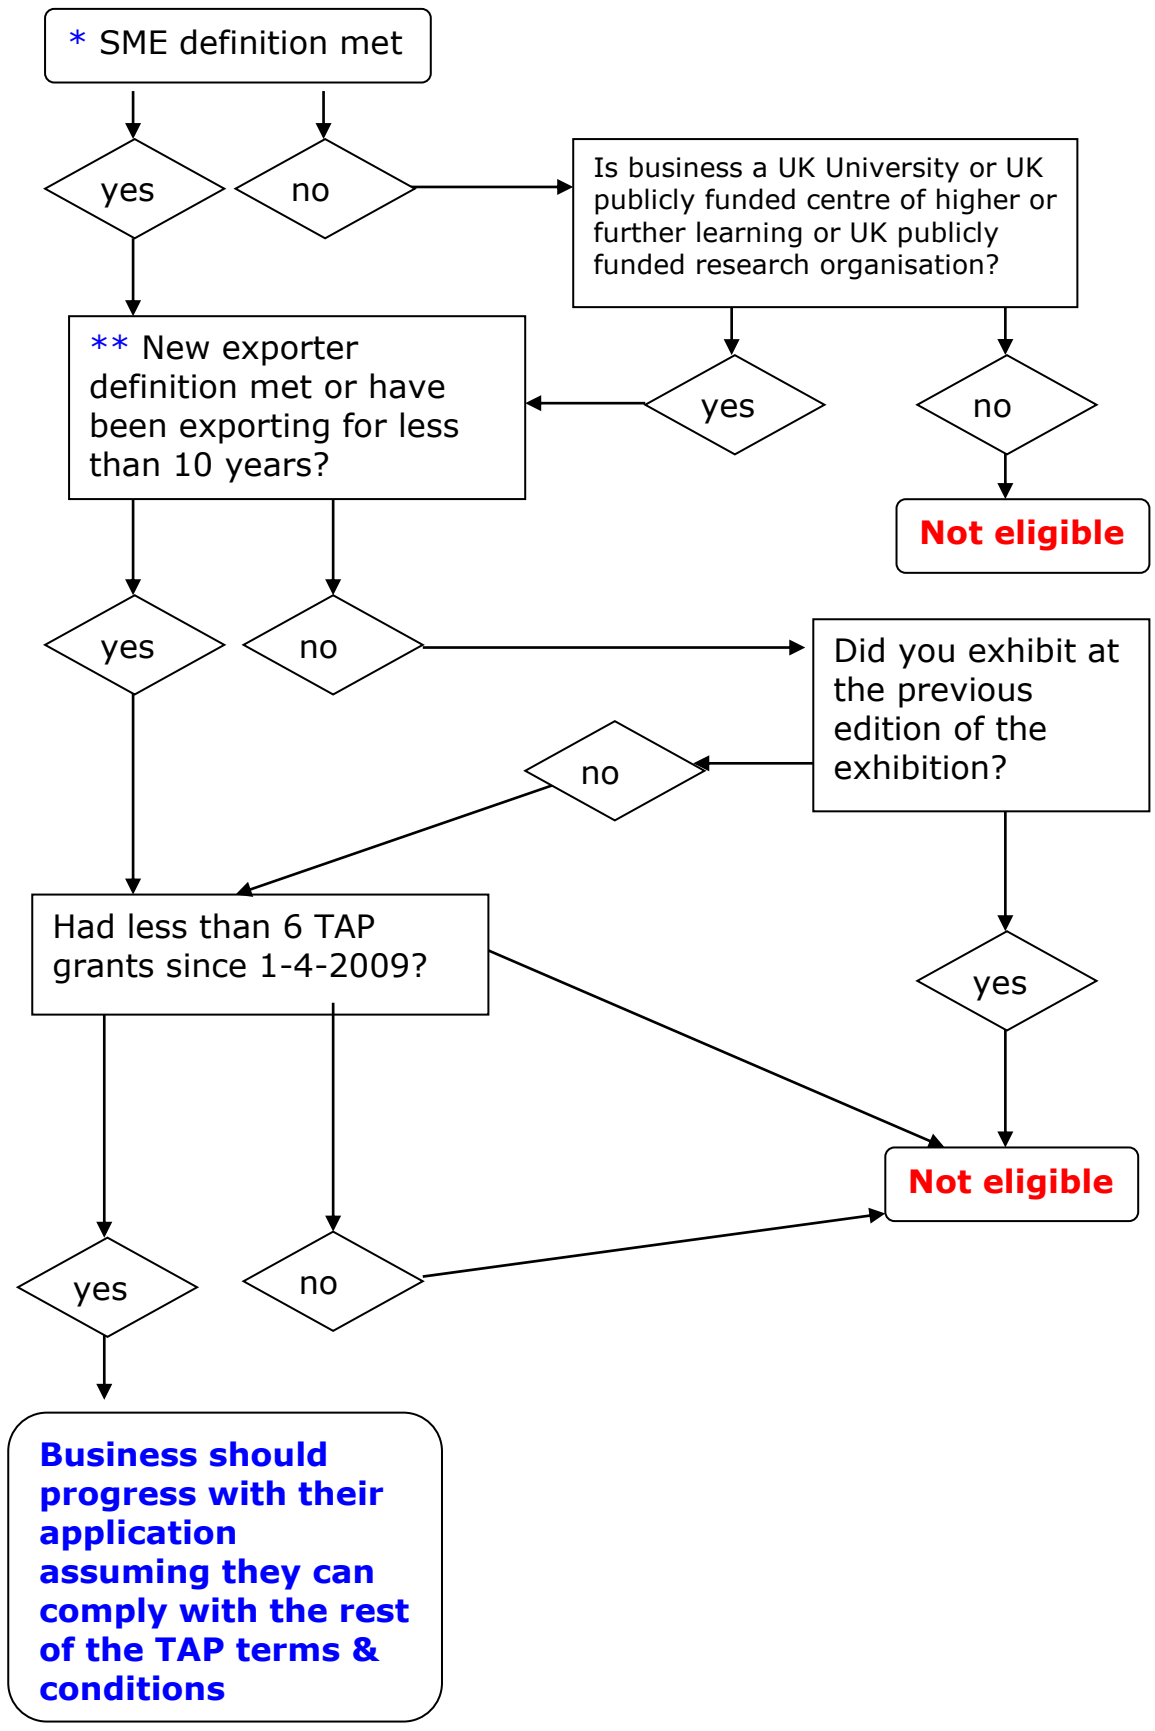 * SME definition met
yes
no
Is business a UK University or UK
publicly funded centre of higher or
further learning or UK publicly
funded research organisation?
** New exporter
definition met or have
been exporting for less
than 10 years?
yes
no
Not eligible
yes
no
Did you exhibit at
the previous
edition of the
exhibition?
no
Had less than 6 TAP
grants since 1-4-2009?
yes
Not eligible
yes
no
Business should
progress with their
application
assuming they can
comply with the rest
of the TAP terms &
conditions